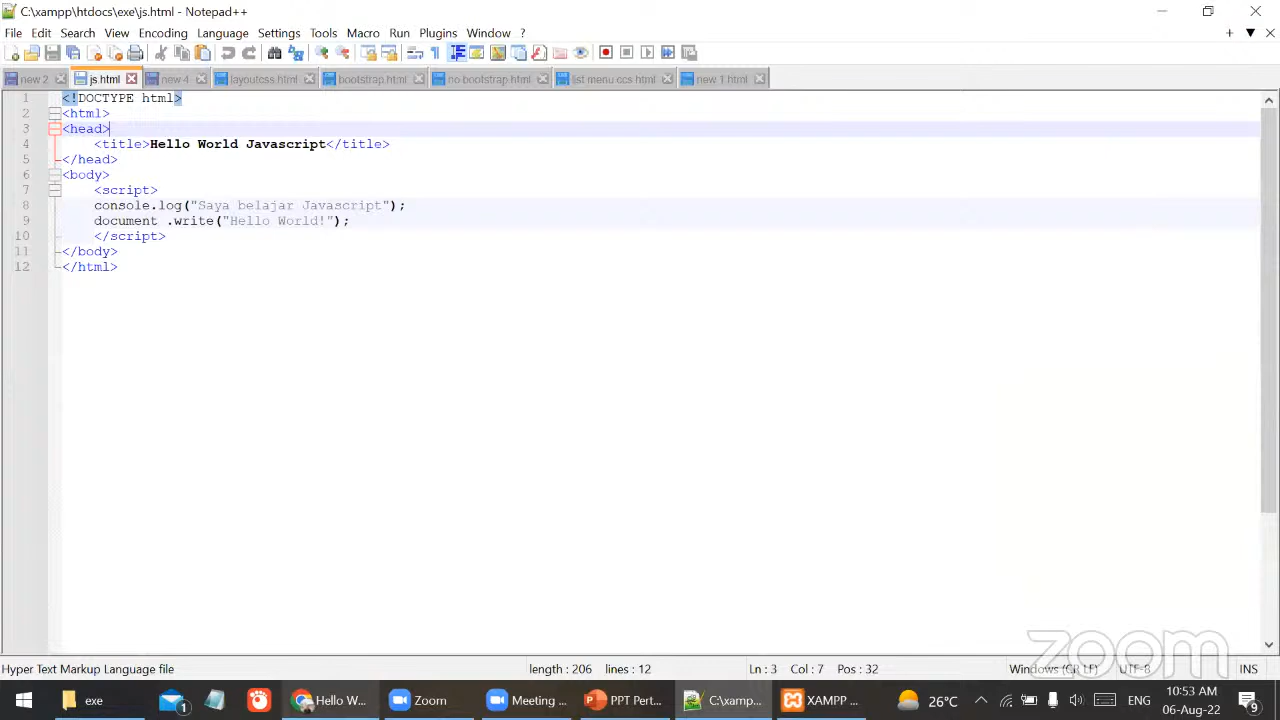 C:\xampp\htdocs\exe\js.html - Notepad++
File Edit Search View Encoding Language Settings Tools Macro Run Plugins Window ?
new 2 js.html new 4 layoutcss.html bootstrap.html no bootstrap.html list menu ccs.html new 1.html
1 <!DOCTYPE html>
2 <html>
3 <head>
4 <title>Hello World Javascript</title>
5 </head>
6 <body>
7 <script>
8 console.log("Saya belajar Javascript");
9 document .write("Hello World!");
10 </script>
11 </body>
12 </html>
zoom
Hyper Text Markup Language file length : 206 lines : 12 Ln : 3 Col : 7 Pos : 32 Windows (CR LF) UTF-8 INS
exe 1 Hello W... Zoom Meeting ... PPT Pert... C:\xamp... XAMPP ... 26°C ENG 10:53 AM 06-Aug-22 9